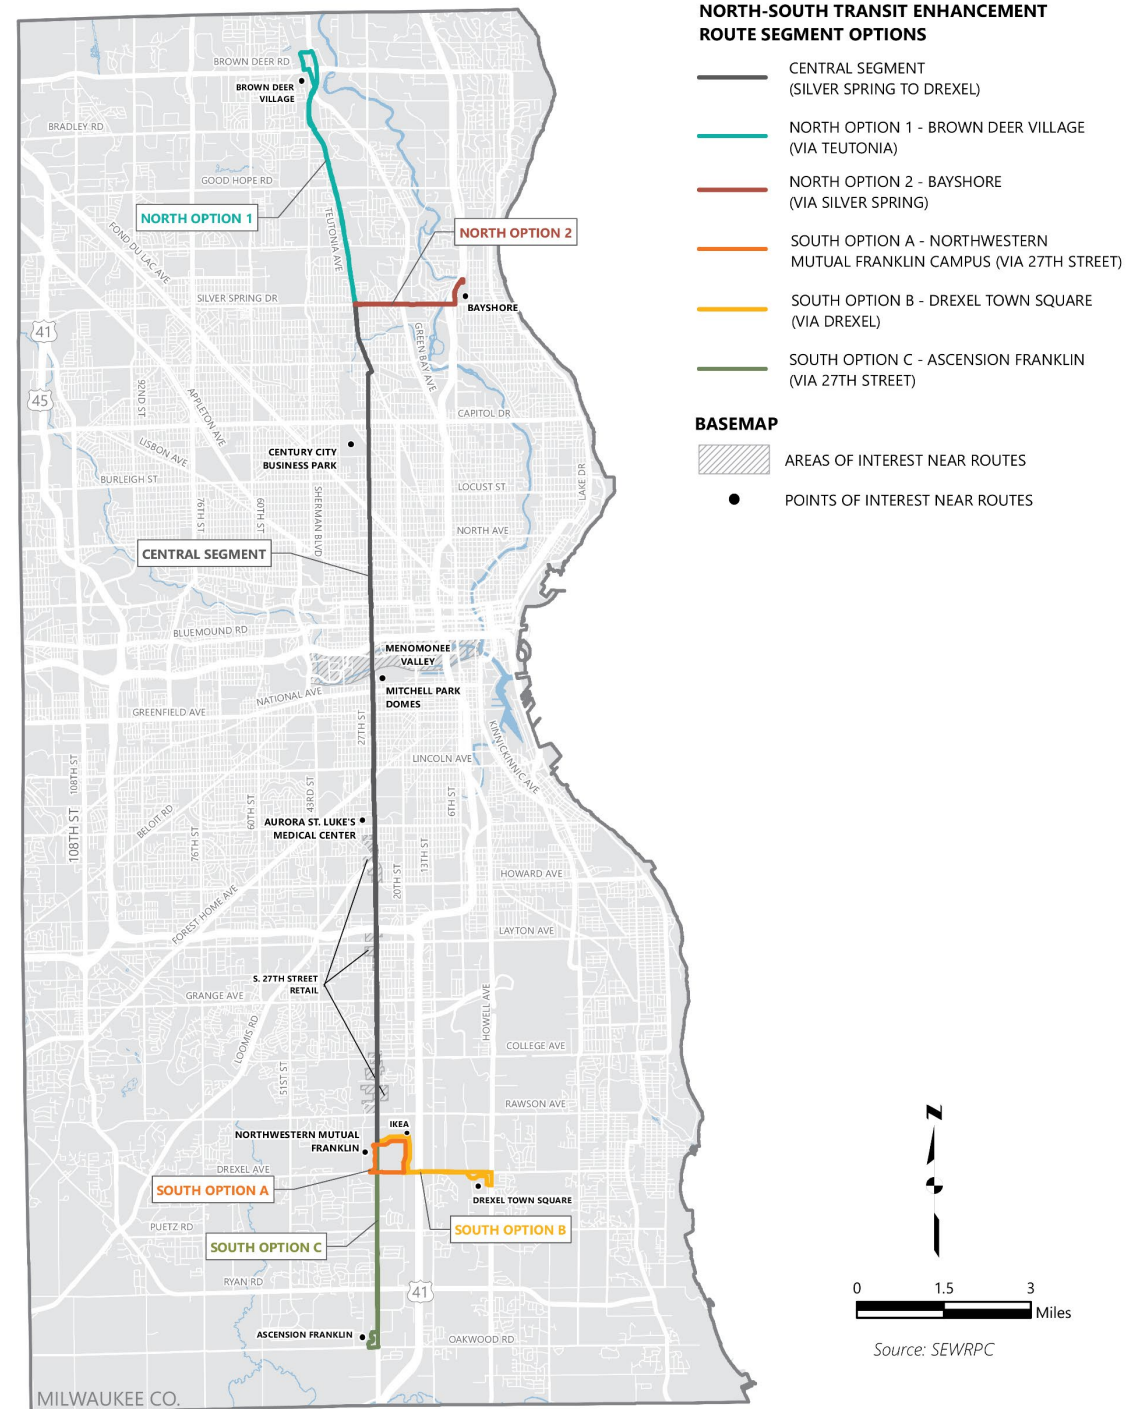 NORTH-SOUTH TRANSIT ENHANCEMENT
ROUTE SEGMENT OPTIONS
CENTRAL SEGMENT
(SILVER SPRING TO DREXEL)
NORTH OPTION 1 - BROWN DEER VILLAGE
(VIA TEUTONIA)
NORTH OPTION 2 - BAYSHORE
(VIA SILVER SPRING)
SOUTH OPTION A - NORTHWESTERN
MUTUAL FRANKLIN CAMPUS (VIA 27TH STREET)
SOUTH OPTION B - DREXEL TOWN SQUARE
(VIA DREXEL)
SOUTH OPTION C - ASCENSION FRANKLIN
(VIA 27TH STREET)
BASEMAP
AREAS OF INTEREST NEAR ROUTES
POINTS OF INTEREST NEAR ROUTES
BROWN DEER RD
BROWN DEER
VILLAGE
BRADLEY RD
GOOD HOPE RD
NORTH OPTION 1
TEUTONIA AVE
NORTH OPTION 2
FOND DU LAC AVE
SILVER SPRING DR
BAYSHORE
41
GREEN BAY AVE
45
92ND ST
APPLETON AVE
CAPITOL DR
LISBON AVE
CENTURY CITY
BUSINESS PARK
BURLEIGH ST
LOCUST ST
LAKE DR
76TH ST
60TH ST
SHERMAN BLVD
NORTH AVE
CENTRAL SEGMENT
BLUEMOUND RD
MENOMONEE
VALLEY
MITCHELL PARK
DOMES
NATIONAL AVE
GREENFIELD AVE
27TH ST
KINNICKINNIC AVE
LINCOLN AVE
108TH ST
43RD ST
60TH ST
6TH ST
BELOIT RD
108TH ST
76TH ST
AURORA ST. LUKE'S
MEDICAL CENTER
13TH ST
20TH ST
HOWARD AVE
FOREST HOME AVE
LAYTON AVE
S. 27TH STREET
RETAIL
GRANGE AVE
HOWELL AVE
LOOMIS RD
COLLEGE AVE
51ST ST
RAWSON AVE
IKEA
NORTHWESTERN MUTUAL
FRANKLIN
DREXEL AVE
SOUTH OPTION A
DREXEL TOWN SQUARE
PUETZ RD
SOUTH OPTION B
SOUTH OPTION C
RYAN RD
41
ASCENSION FRANKLIN
OAKWOOD RD
MILWAUKEE CO.
N
0 1.5 3
Miles
Source: SEWRPC